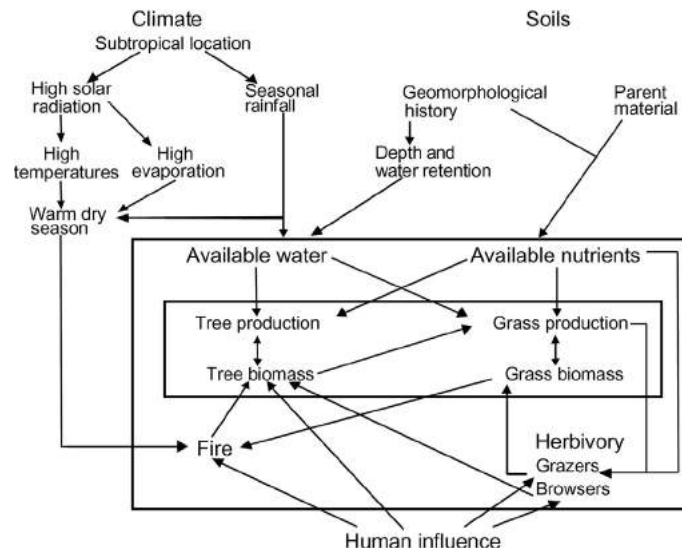 Climate
Soils
Subtropical location
High solar
radiation
Seasonal
rainfall
Geomorphological
history
Parent
material
High
temperatures
High
evaporation
Depth and
water retention
Warm dry
season
Available water
Available nutrients
Tree production
Grass production
Tree biomass
Grass biomass
Fire
Herbivory
Grazers
Browsers
Human influence